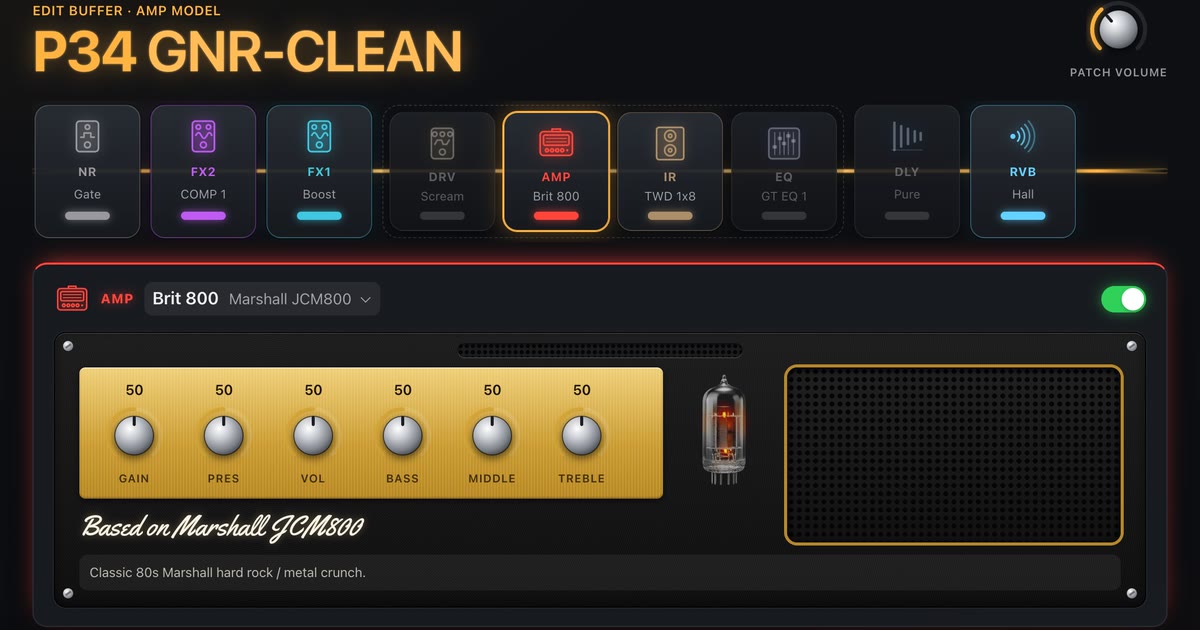 EDIT BUFFER · AMP MODEL
P34 GNR-CLEAN
PATCH VOLUME
NR
Gate
FX2
COMP 1
FX1
Boost
DRV
Scream
AMP
Brit 800
IR
TWD 1x8
EQ
GT EQ 1
DLY
Pure
RVB
Hall
AMP Brit 800 Marshall JCM800
50 50 50 50 50 50
GAIN PRES VOL BASS MIDDLE TREBLE
Based on Marshall JCM800
Classic 80s Marshall hard rock / metal crunch.